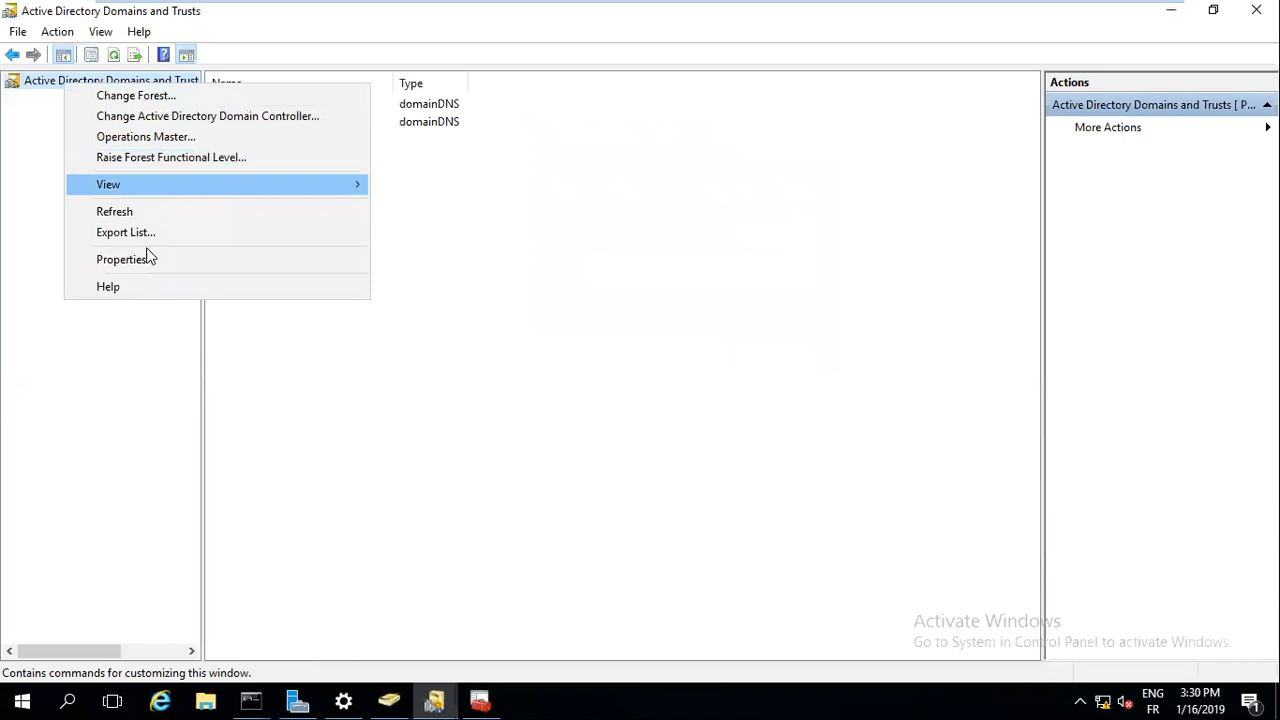 Active Directory Domains and Trusts
File Action View Help
Active Directory Domains and Trust
Name Type
domainDNS
domainDNS
Change Forest...
Change Active Directory Domain Controller...
Operations Master...
Raise Forest Functional Level...
View
Refresh
Export List...
Properties
Help
Actions
Active Directory Domains and Trusts [ P...
More Actions
Activate Windows
Go to System in Control Panel to activate Windows.
Contains commands for customizing this window.
ENG
FR
3:30 PM
1/16/2019
1